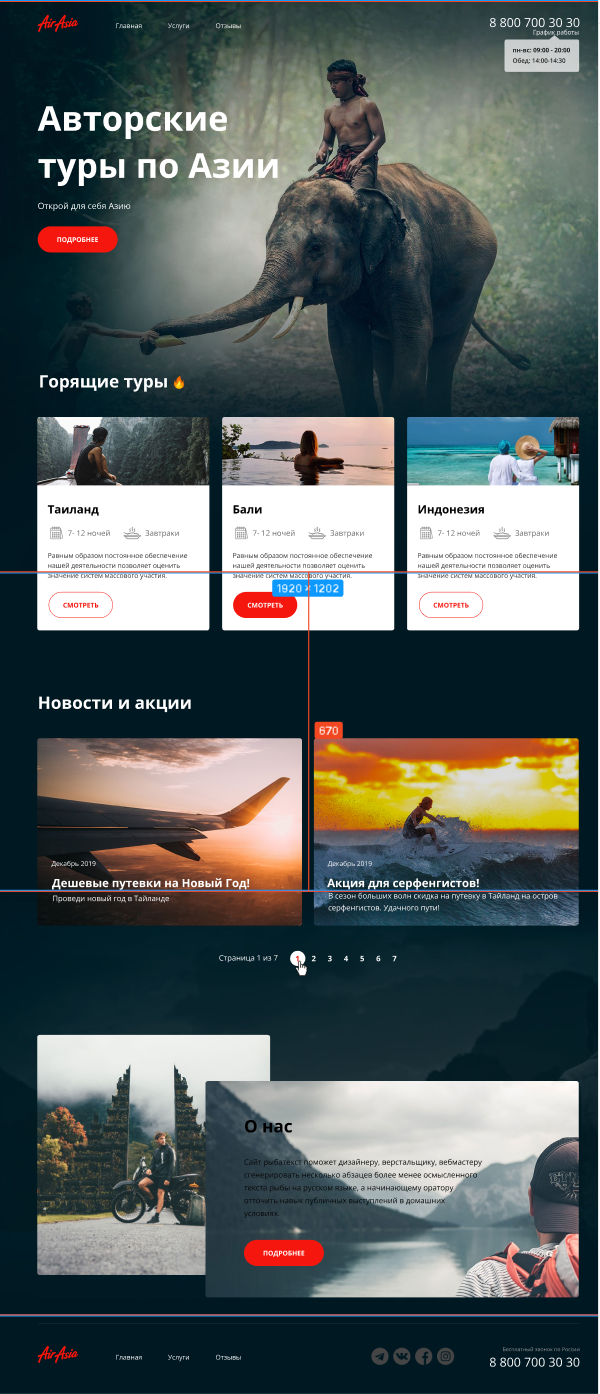 AirAsia
Главная Услуги Отзывы
8 800 700 30 30
График работы
пн-вс: 09:00 - 20:00
Обед: 14:00-14:30
Авторские
туры по Азии
Открой для себя Азию
ПОДРОБНЕЕ
Горящие туры
Таиланд
7- 12 ночей Завтраки
Равным образом постоянное обеспечение
нашей деятельности позволяет оценить
значение систем массового участия.
СМОТРЕТЬ
Бали
7- 12 ночей Завтраки
Равным образом постоянное обеспечение
нашей деятельности позволяет оценить
значение систем массового участия.
СМОТРЕТЬ
Индонезия
7- 12 ночей Завтраки
Равным образом постоянное обеспечение
нашей деятельности позволяет оценить
значение систем массового участия.
СМОТРЕТЬ
1920 × 1202
Новости и акции
670
Декабрь 2019
Дешевые путевки на Новый Год!
Проведи новый год в Тайланде
Декабрь 2019
Акция для серфенгистов!
В сезон больших волн скидка на путевку в Тайланд на остров
серфенгистов. Удачного пути!
Страница 1 из 7 1 2 3 4 5 6 7
О нас
Сайт рыбатекст поможет дизайнеру, верстальщику, вебмастеру
сгенерировать несколько абзацев более менее осмысленного
текста рыбы на русском языке, а начинающему оратору
отточить навык публичных выступлений в домашних
условиях.
ПОДРОБНЕЕ
AirAsia
Главная Услуги Отзывы
Бесплатный звонок по России
8 800 700 30 30